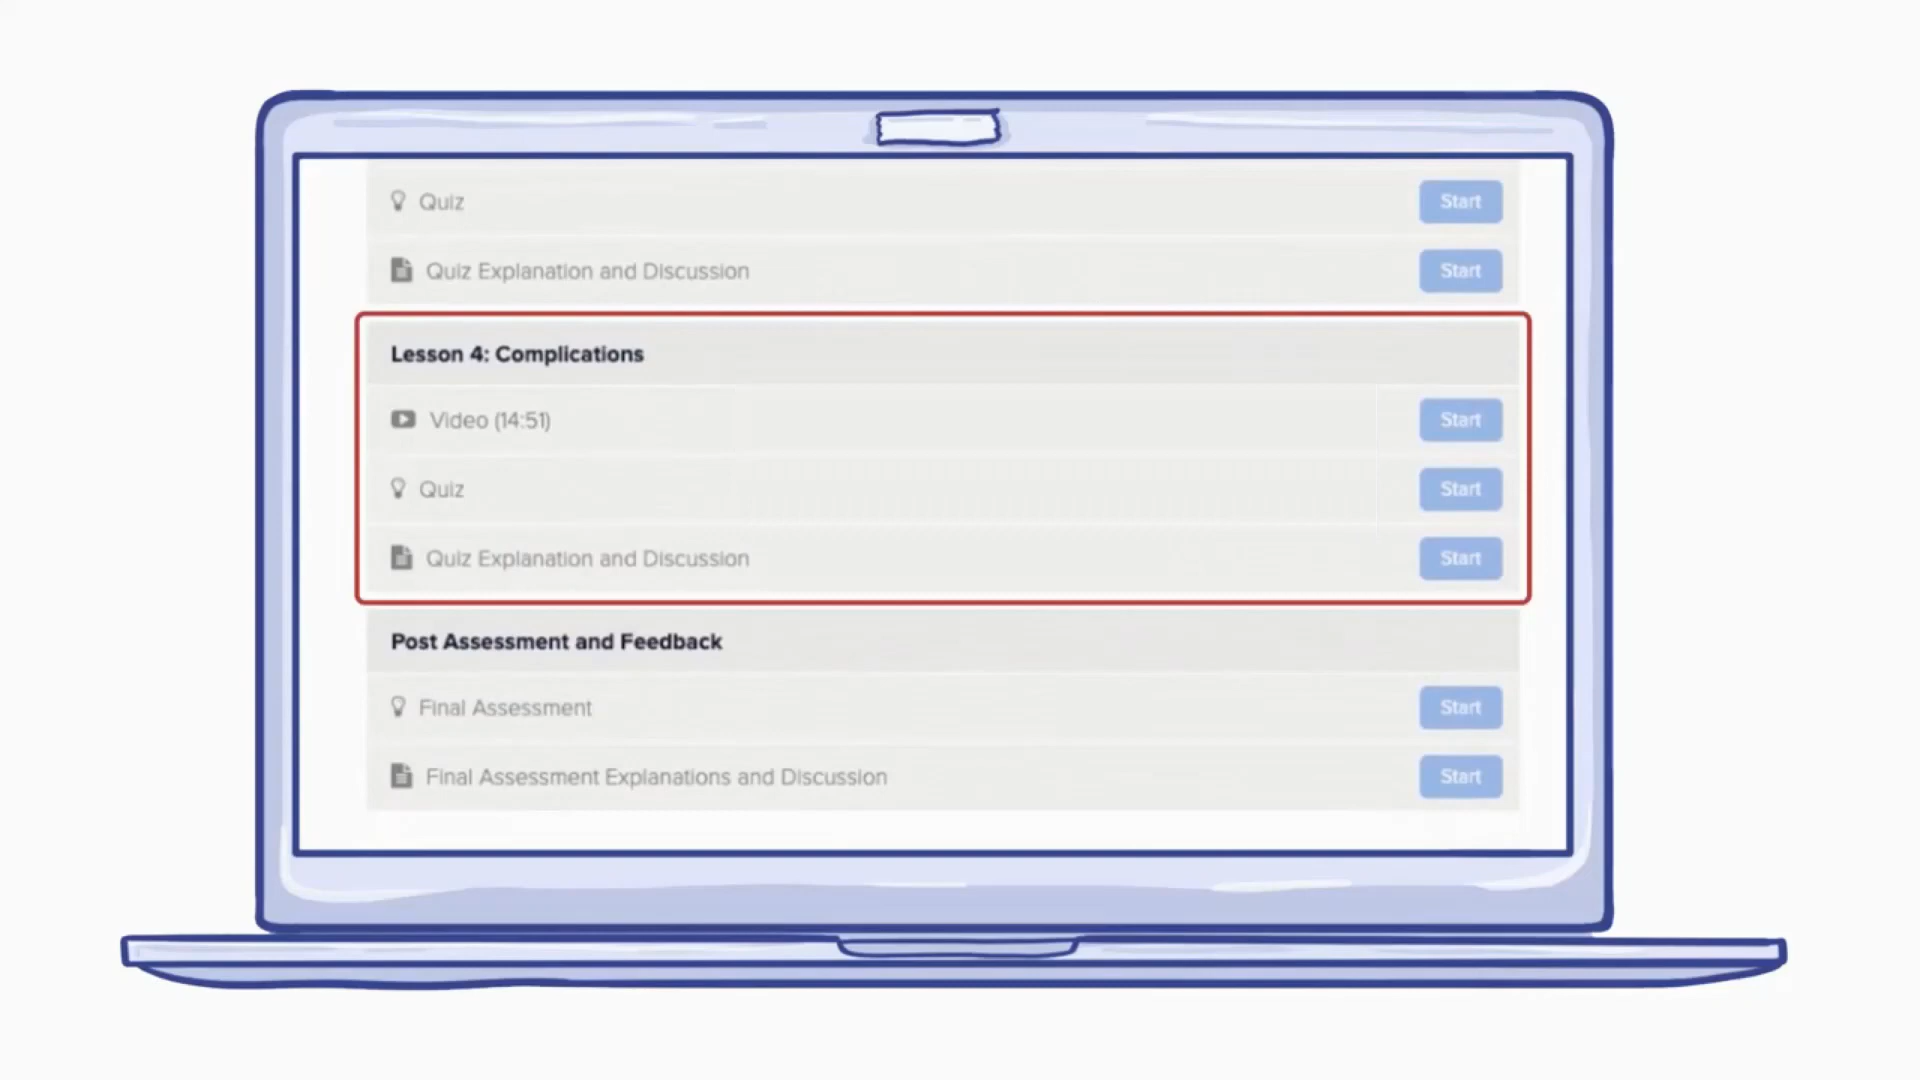 Quiz Start
Quiz Explanation and Discussion Start
Lesson 4: Complications
Video (14:51) Start
Quiz Start
Quiz Explanation and Discussion Start
Post Assessment and Feedback
Final Assessment Start
Final Assessment Explanations and Discussion Start